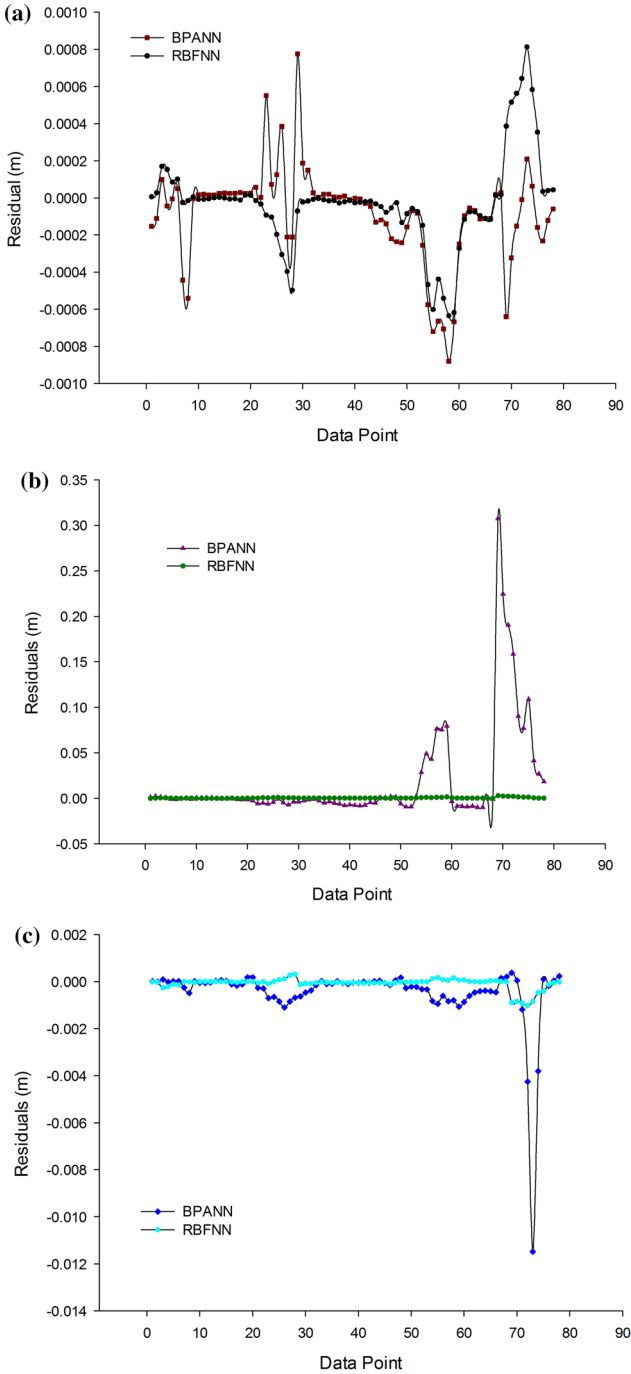 (a)
0.0010
0.0008
0.0006
0.0004
0.0002
0.0000
-0.0002
-0.0004
-0.0006
-0.0008
-0.0010
Residual (m)
BPANN
RBFNN
0 10 20 30 40 50 60 70 80 90
Data Point
(b)
0.35
0.30
0.25
0.20
0.15
0.10
0.05
0.00
-0.05
Residuals (m)
BPANN
RBFNN
0 10 20 30 40 50 60 70 80 90
Data Point
(c)
0.002
0.000
-0.002
-0.004
-0.006
-0.008
-0.010
-0.012
-0.014
Residuals (m)
BPANN
RBFNN
0 10 20 30 40 50 60 70 80 90
Data Point